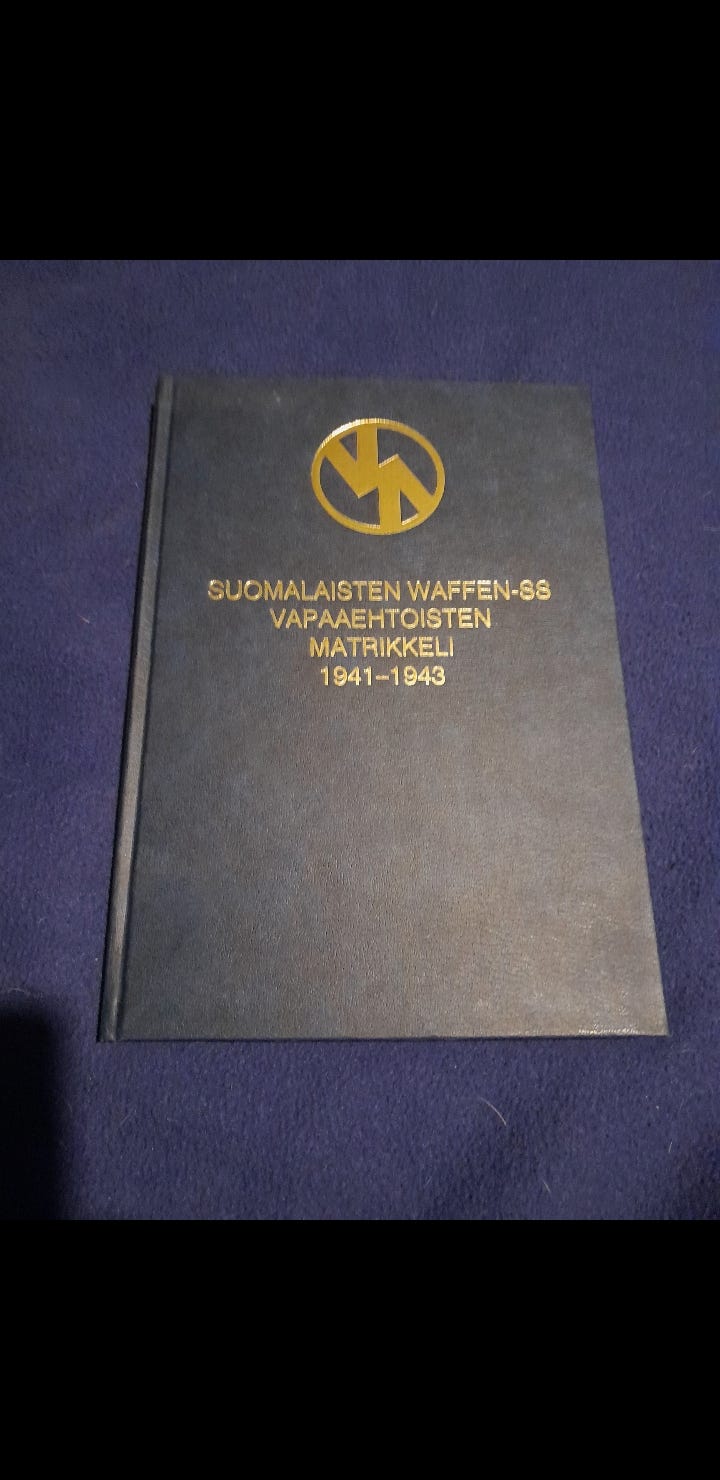 SUOMALAISTEN WAFFEN-SS
VAPAAEHTOISTEN
MATRIKKELI
1941–1943